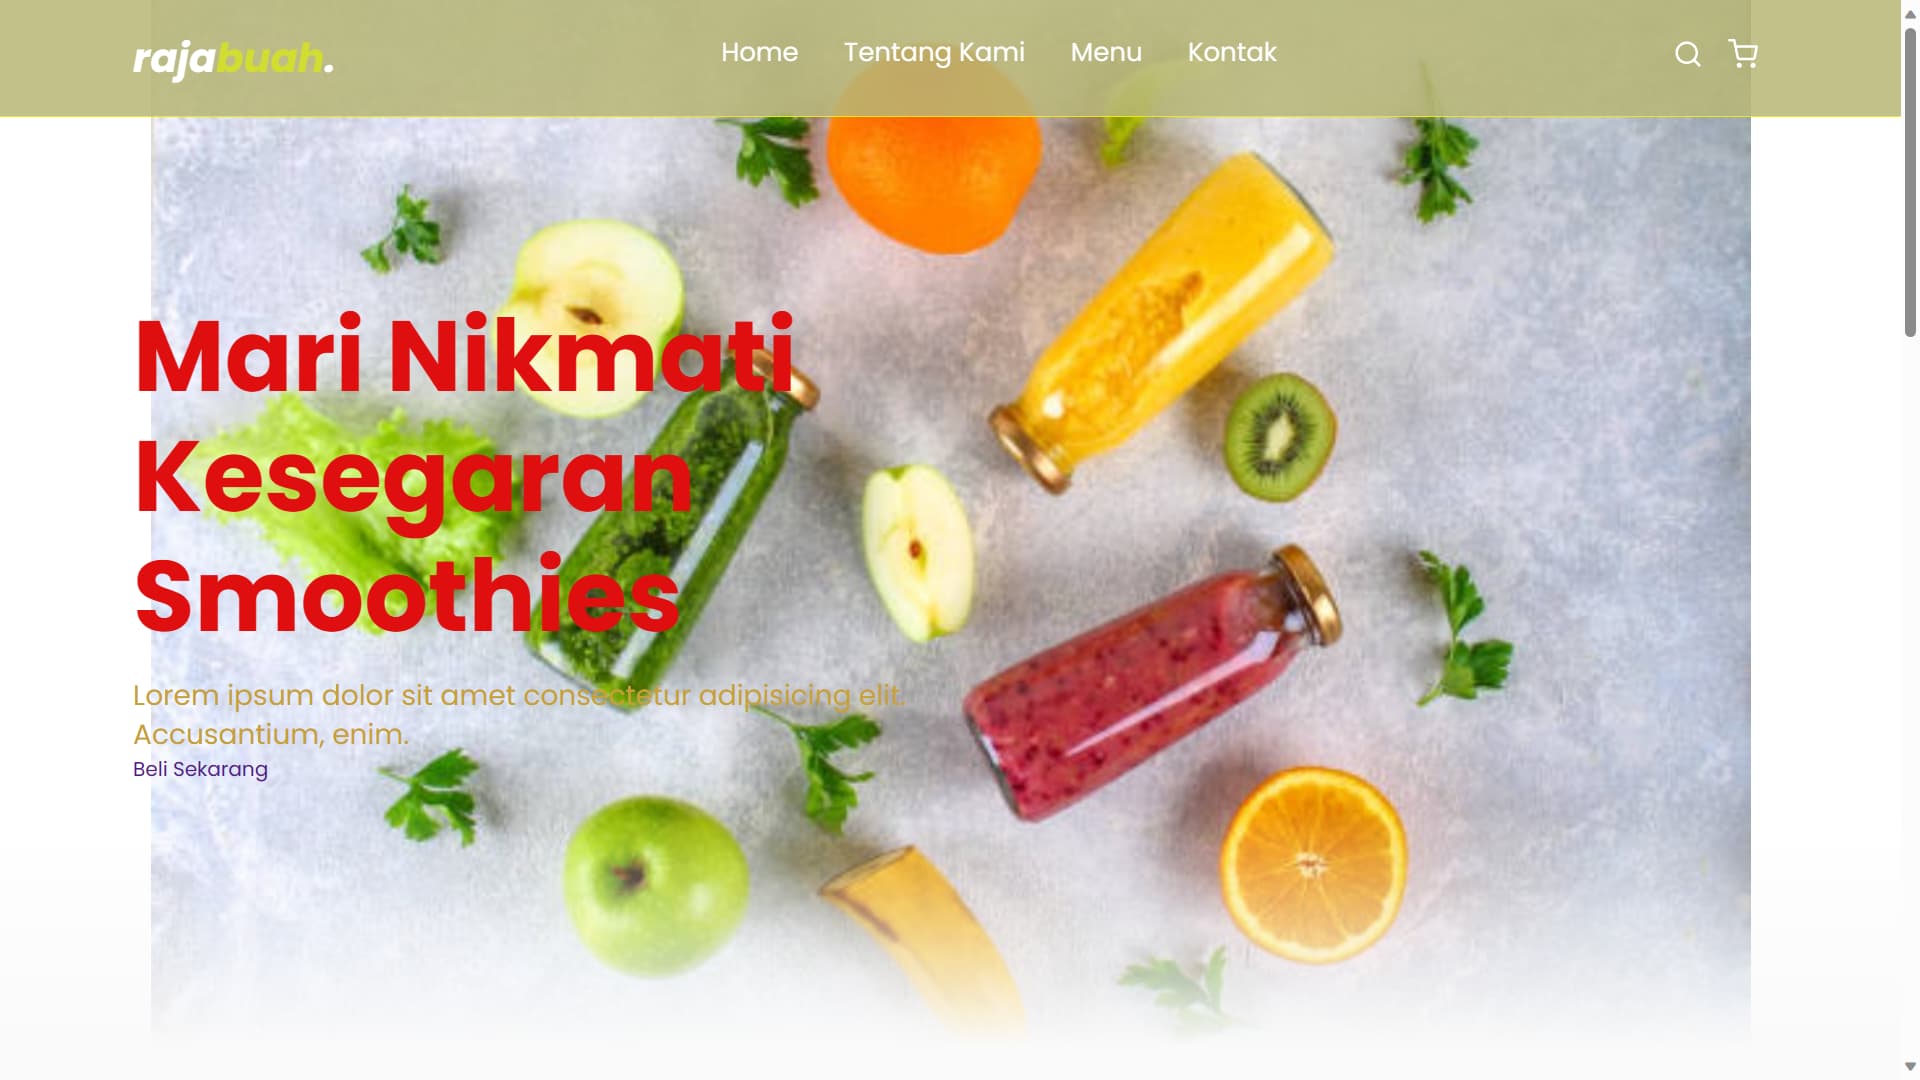 rajabuah.
Home Tentang Kami Menu Kontak
Mari Nikmati
Kesegaran
Smoothies
Lorem ipsum dolor sit amet consectetur adipisicing elit.
Accusantium, enim.
Beli Sekarang